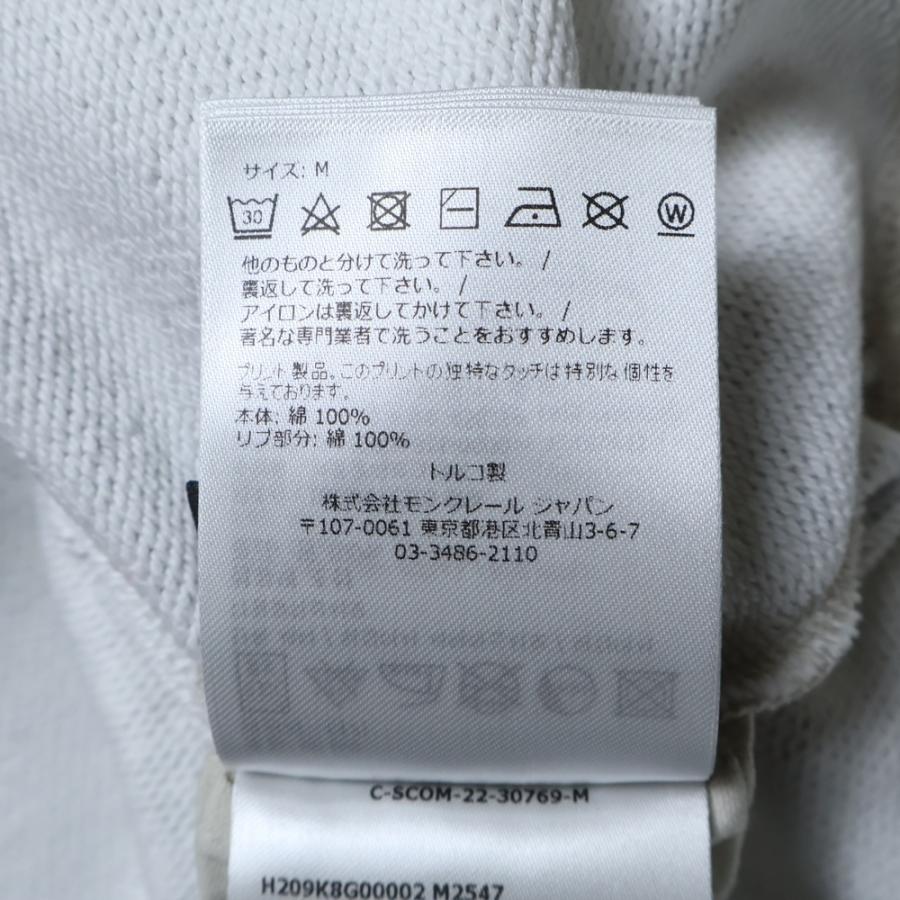 サイズ: M
30
W
他のものと分けて洗って下さい。 /
裏返して洗って下さい。 /
アイロンは裏返してかけて下さい。 /
著名な専門業者で洗うことをおすすめします。
プリント製品。このプリントの独特なタッチは特別な個性を
与えております。
本体: 綿 100%
リブ部分: 綿 100%
トルコ製
株式会社モンクレール ジャパン
〒107-0061 東京都港区北青山3-6-7
03-3486-2110
C-SCOM-22-30769-M
H209K8G00002 M2547